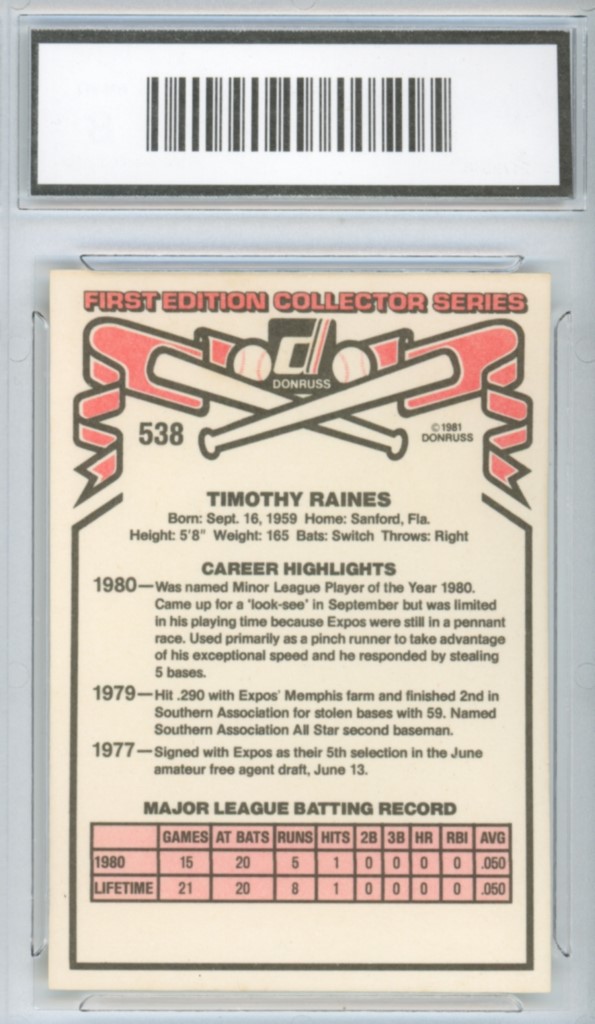 FIRST EDITION COLLECTOR SERIES
d
DONRUSS
538
©1981
DONRUSS
TIMOTHY RAINES
Born: Sept. 16, 1959 Home: Sanford, Fla.
Height: 5'8" Weight: 165 Bats: Switch Throws: Right
CAREER HIGHLIGHTS
1980—Was named Minor League Player of the Year 1980.
Came up for a 'look-see' in September but was limited
in his playing time because Expos were still in a pennant
race. Used primarily as a pinch runner to take advantage
of his exceptional speed and he responded by stealing
5 bases.
1979—Hit .290 with Expos' Memphis farm and finished 2nd in
Southern Association for stolen bases with 59. Named
Southern Association All Star second baseman.
1977—Signed with Expos as their 5th selection in the June
amateur free agent draft, June 13.
MAJOR LEAGUE BATTING RECORD
GAMES AT BATS RUNS HITS 2B 3B HR RBI AVG
1980 15 20 5 1 0 0 0 0 .050
LIFETIME 21 20 8 1 0 0 0 0 .050